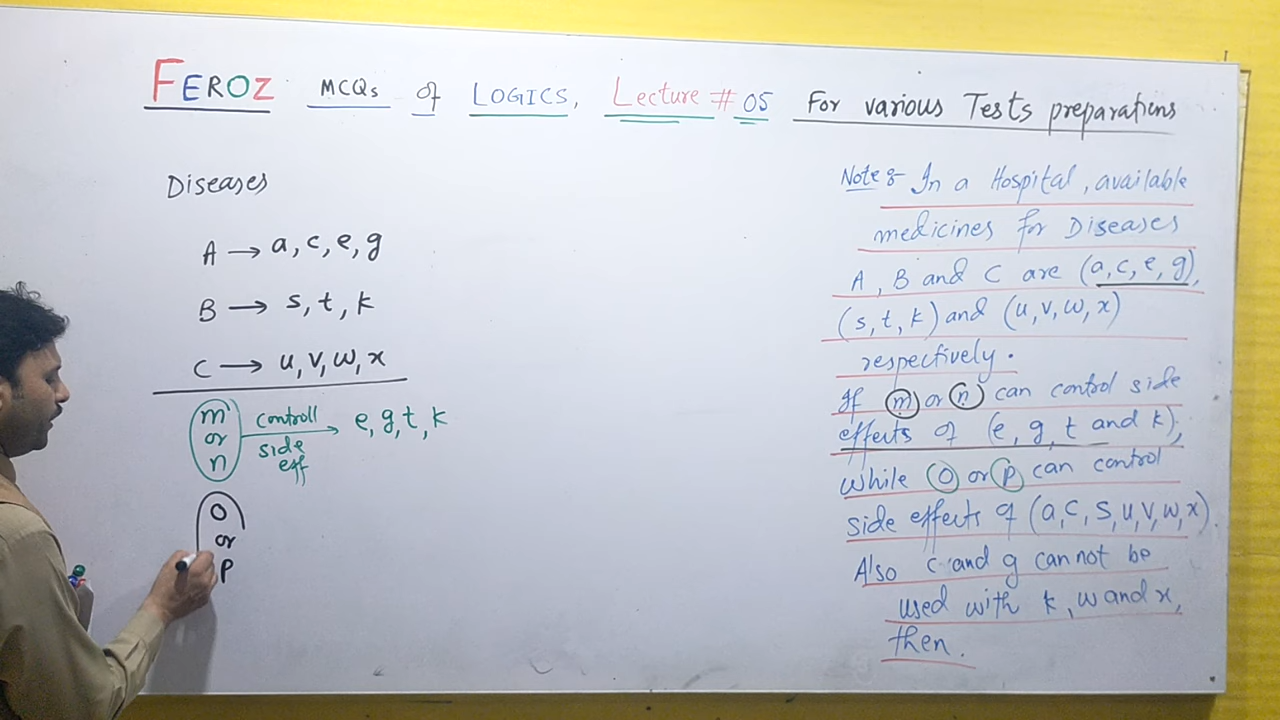 FEROZ MCQs of LOGICS, Lecture # 05 For various Tests preparations
Diseases
A → a, c, e, g
B → s, t, k
C → u, v, w, x
m or n controll side eff → e, g, t, k
O
or
p
Note :- In a Hospital, available
medicines for Diseases
A, B and C are (a, c, e, g),
(s, t, k) and (u, v, w, x)
respectively.
If m or n can control side
effects of (e, g, t and k),
while O or p can control
side effects of (a, c, s, u, v, w, x).
Also c and g cannot be
used with k, w and x,
then.